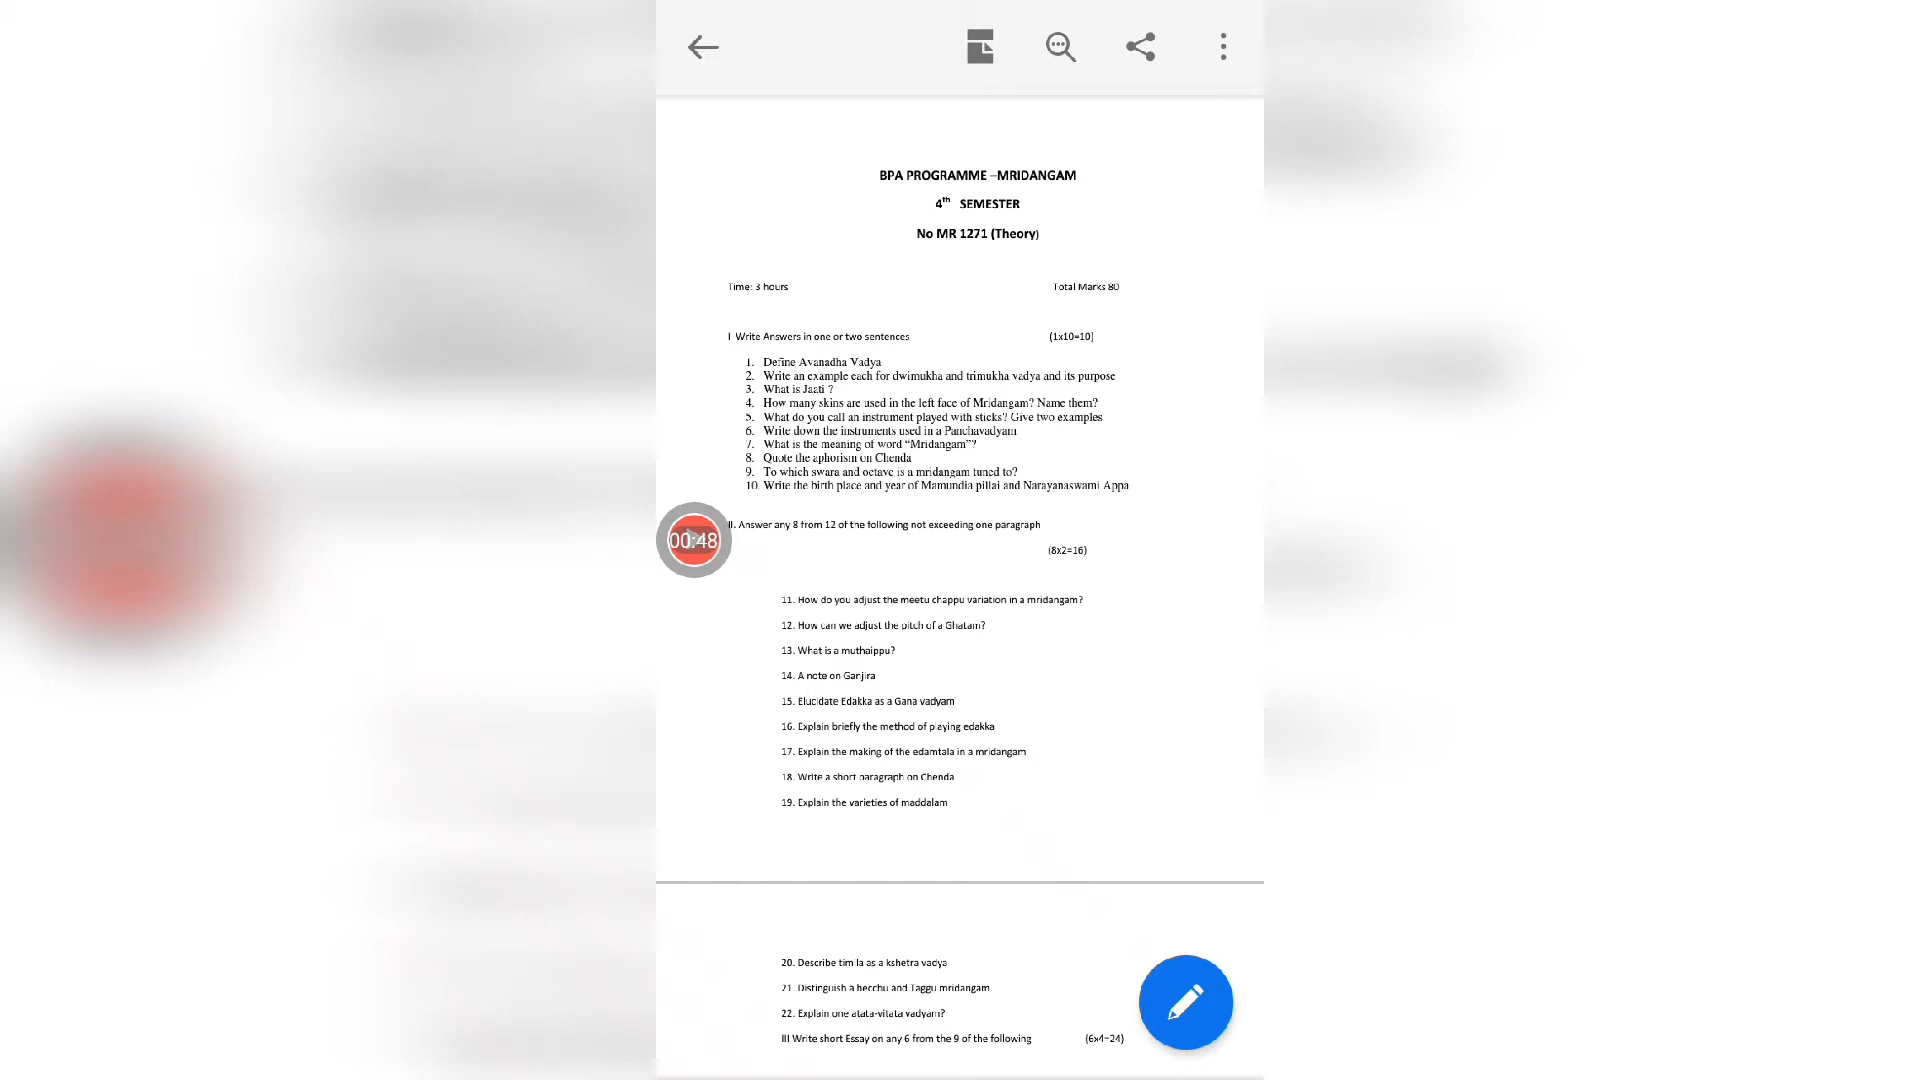 BPA PROGRAMME –MRIDANGAM
4th SEMESTER
No MR 1271 (Theory)
Time: 3 hours Total Marks 80
I Write Answers in one or two sentences (1x10=10)
1. Define Avanadha Vadya
2. Write an example each for dwimukha and trimukha vadya and its purpose
3. What is Jaati ?
4. How many skins are used in the left face of Mridangam? Name them?
5. What do you call an instrument played with sticks? Give two examples
6. Write down the instruments used in a Panchavadyam
7. What is the meaning of word “Mridangam”?
8. Quote the aphorism on Chenda
9. To which swara and octave is a mridangam tuned to?
10. Write the birth place and year of Mamundia pillai and Narayanaswami Appa
II. Answer any 8 from 12 of the following not exceeding one paragraph
00:48
(8x2=16)
11. How do you adjust the meetu chappu variation in a mridangam?
12. How can we adjust the pitch of a Ghatam?
13. What is a muthaippu?
14. A note on Ganjira
15. Elucidate Edakka as a Gana vadyam
16. Explain briefly the method of playing edakka
17. Explain the making of the edamtala in a mridangam
18. Write a short paragraph on Chenda
19. Explain the varieties of maddalam
20. Describe timila as a kshetra vadya
21. Distinguish a hecchu and Taggu mridangam
22. Explain one atata-vitata vadyam?
III Write short Essay on any 6 from the 9 of the following (6x4=24)